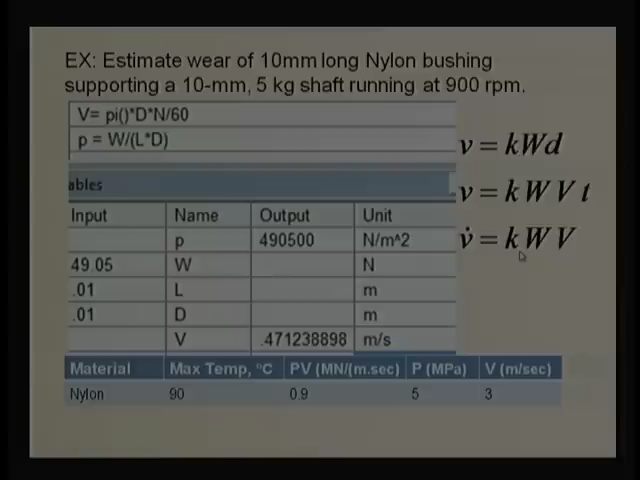 EX: Estimate wear of 10mm long Nylon bushing
supporting a 10-mm, 5 kg shaft running at 900 rpm.
V= pi()*D*N/60
p = W/(L*D)
ables
Input Name Output Unit
p 490500 N/m^2
49.05 W N
.01 L m
.01 D m
V .471238898 m/s
v = kWd
v = k W V t
v̇ = k W V
Material Max Temp, °C PV (MN/(m.sec) P (MPa) V (m/sec)
Nylon 90 0.9 5 3